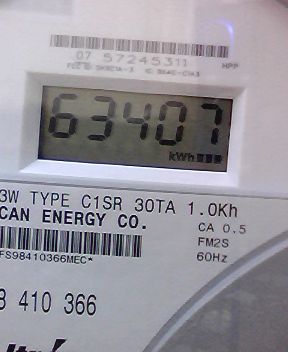 07 57245311
HPP
63407
kWh
3W TYPE C1SR 30TA 1.0Kh
CAN ENERGY CO.
CA 0.5
FM2S
60Hz
FS98410366MEC*
410 366